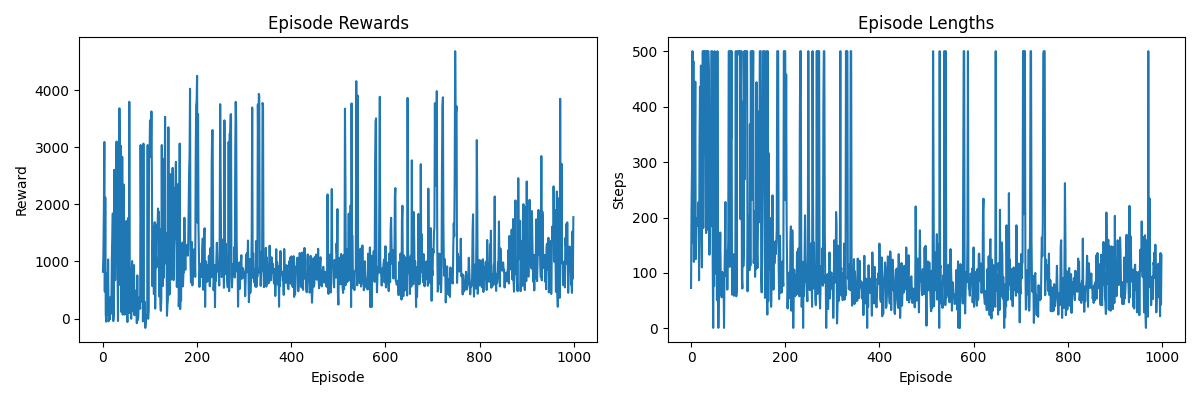 Episode Rewards
Reward
4000
3000
2000
1000
0
0 200 400 600 800 1000
Episode
Episode Lengths
Steps
500
400
300
200
100
0
0 200 400 600 800 1000
Episode